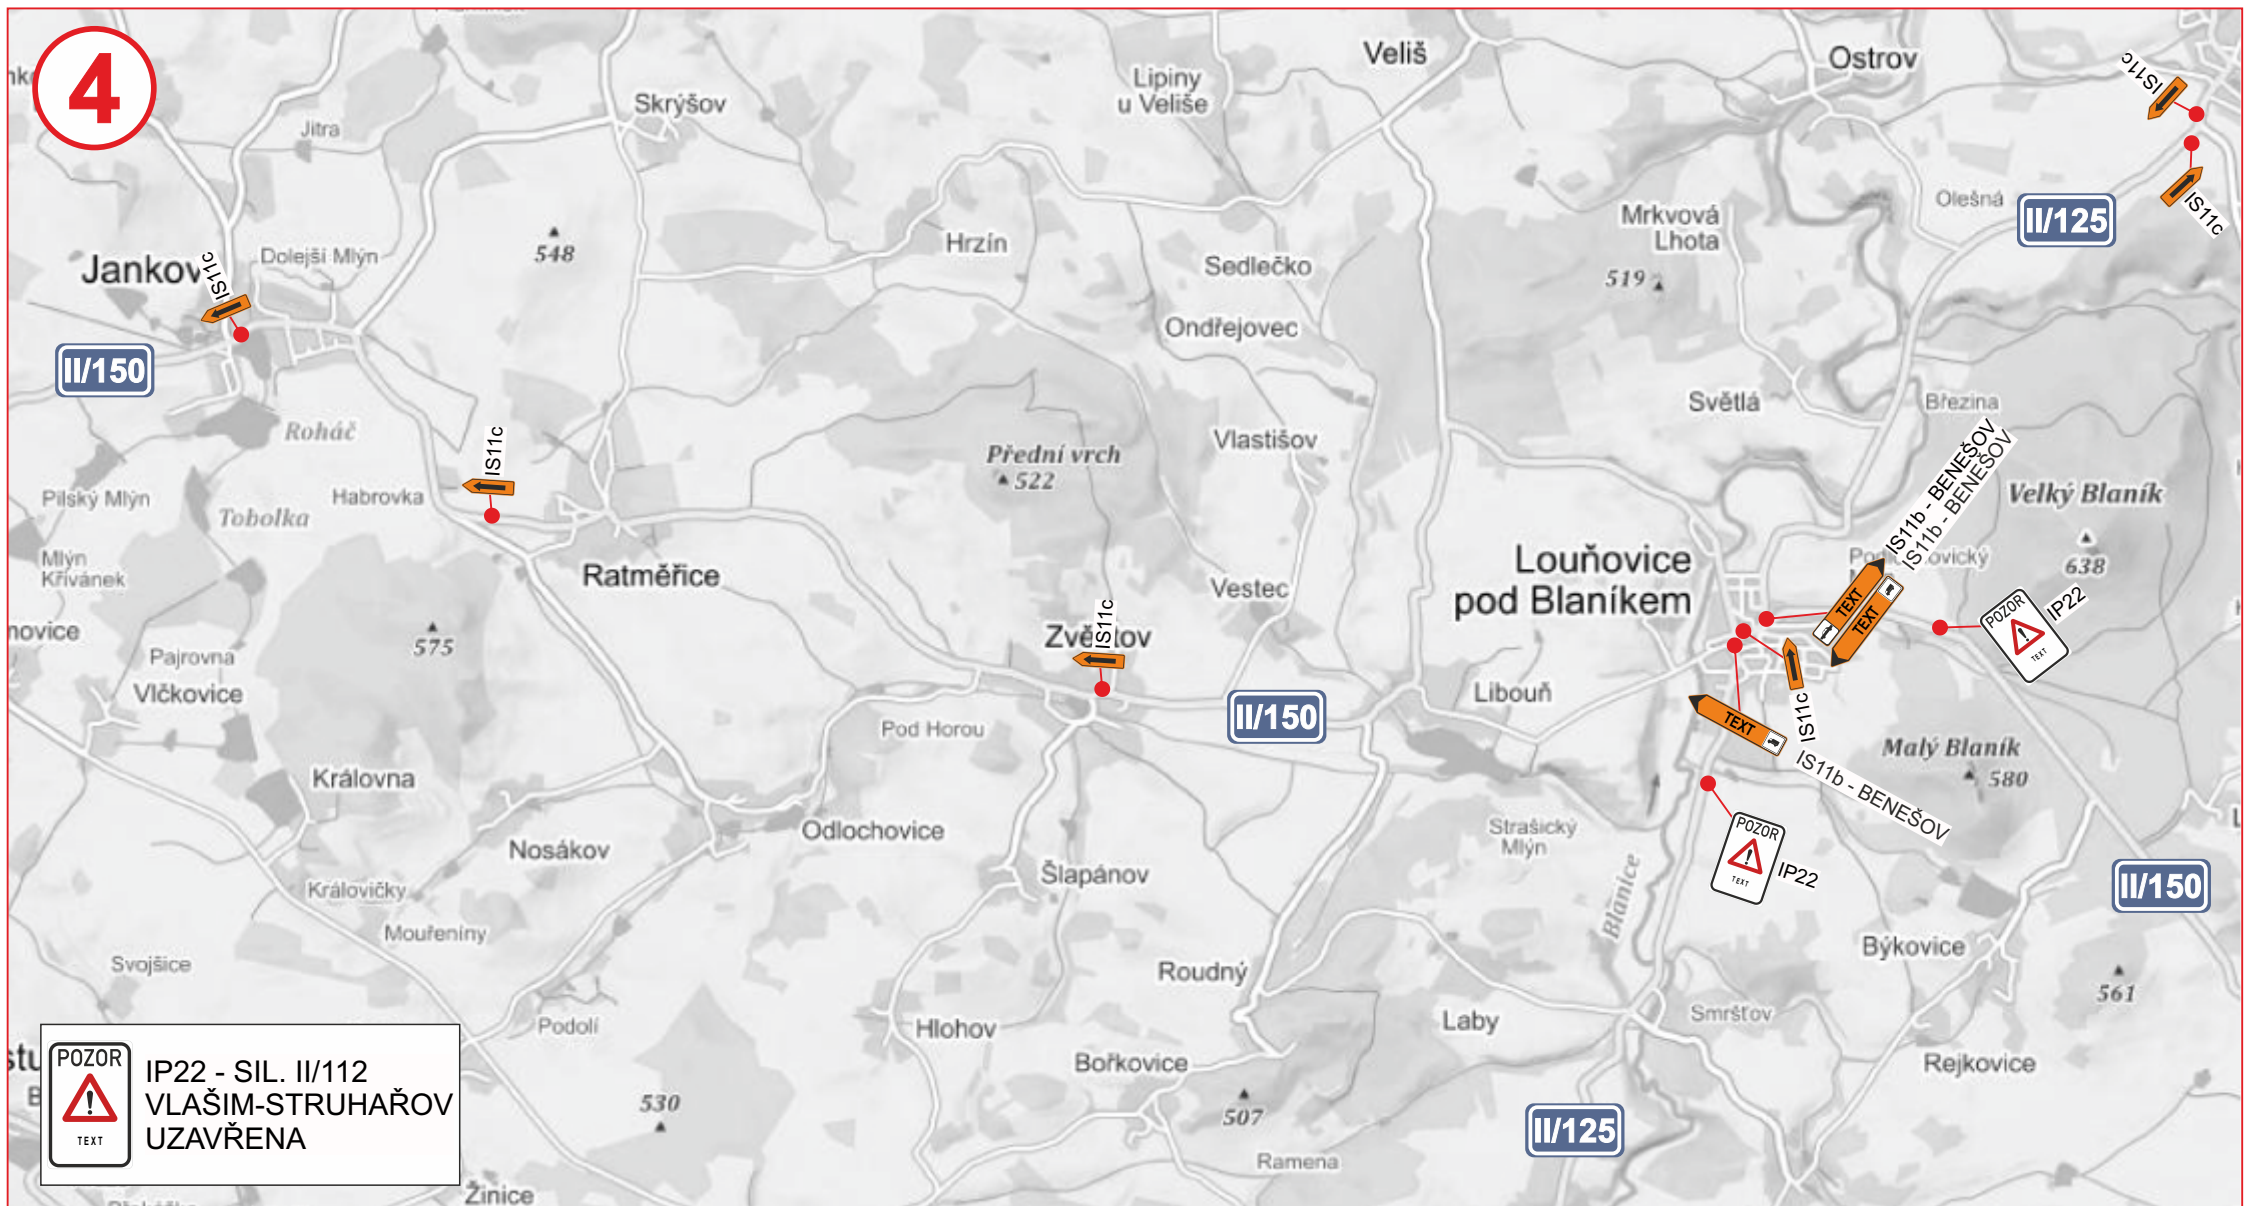 4
Veliš
Ostrov
Lipiny
u Veliše
Skrýšov
Jitra
IS11c
Olešná
II/125
IS11c
Mrkvová
Lhota
519
Jankov
IS11c
Dolejší Mlýn
548
Hrzín
Sedlečko
Ondřejovec
II/150
Světlá
Březina
Roháč
IS11c
Přední vrch
522
Vlastišov
IS11b - BENEŠOV
IS11b - BENEŠOV
Velký Blaník
638
Pilský Mlýn
Habrovka
Tobolka
Mlýn
Křivánek
Ratměřice
Vestec
Louňovice
pod Blaníkem
TEXT
TEXT
POZOR
TEXT
IP22
novice
575
Pajrovna
Vlčkovice
IS11c
Pod Horou
II/150
Libouň
IS11c
TEXT
IS11b - BENEŠOV
Malý Blaník
580
Královna
Nosákov
Odlochovice
Šlapánov
Strašický
Mlýn
POZOR
TEXT
IP22
II/150
Blanice
Královičky
Mouřeníny
Svojšice
Roudný
Býkovice
561
Podolí
Hlohov
Laby
Smršťov
Bořkovice
Rejkovice
530
507
II/125
Ramena
Žinice
POZOR
TEXT
IP22 - SIL. II/112
VLAŠIM-STRUHAŘOV
UZAVŘENA